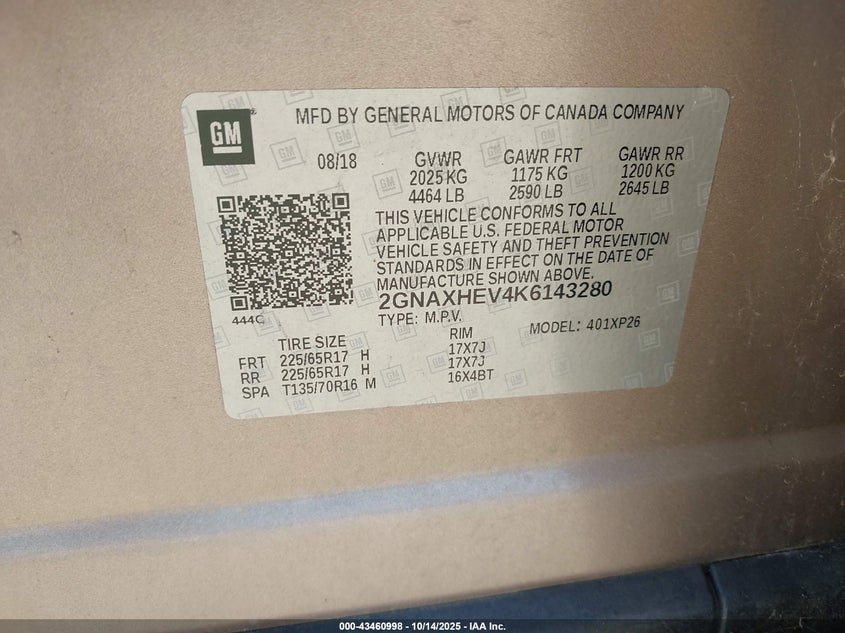 GM
MFD BY GENERAL MOTORS OF CANADA COMPANY
08/18 GVWR GAWR FRT GAWR RR
2025 KG 1175 KG 1200 KG
4464 LB 2590 LB 2645 LB
THIS VEHICLE CONFORMS TO ALL
APPLICABLE U.S. FEDERAL MOTOR
VEHICLE SAFETY AND THEFT PREVENTION
STANDARDS IN EFFECT ON THE DATE OF
MANUFACTURE SHOWN ABOVE.
444C
2GNAXHEV4K6143280
TYPE: M.P.V. MODEL: 401XP26
TIRE SIZE RIM
FRT 225/65R17 H 17X7J
RR 225/65R17 H 17X7J
SPA T135/70R16 M 16X4BT
000-43460998 - 10/14/2025 - IAA Inc.